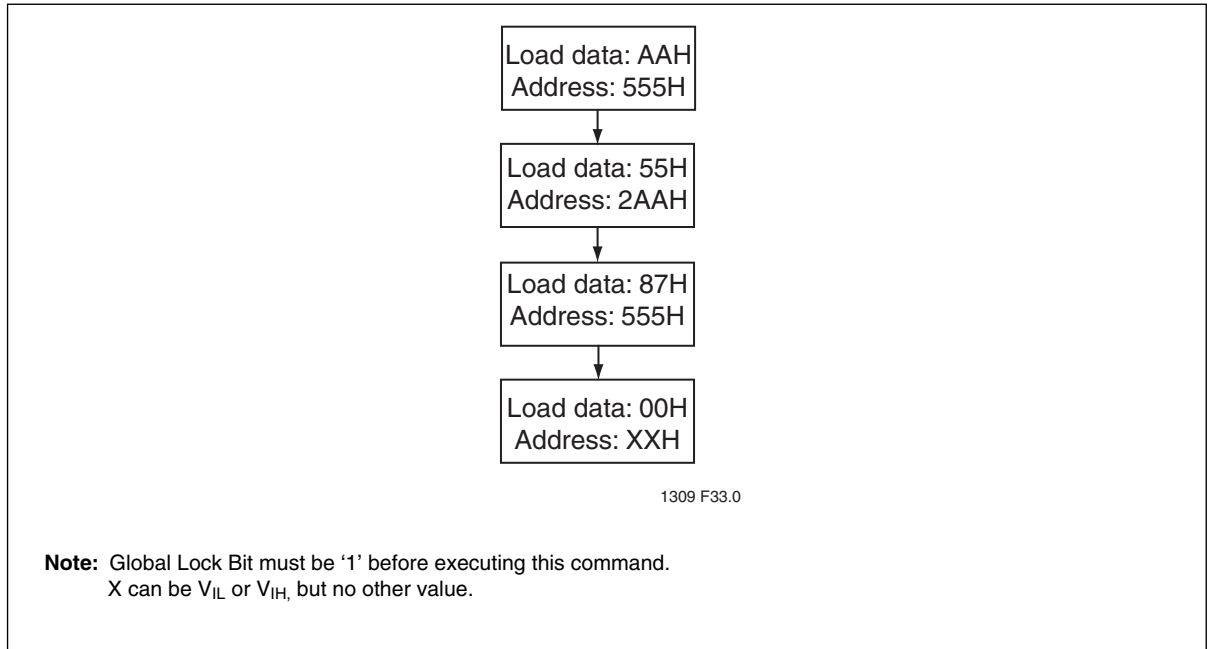 Load data: AAH
Address: 555H
Load data: 55H
Address: 2AAH
Load data: 87H
Address: 555H
Load data: 00H
Address: XXH
1309 F33.0
Note: Global Lock Bit must be ‘1’ before executing this command.
X can be VIL or VIH, but no other value.